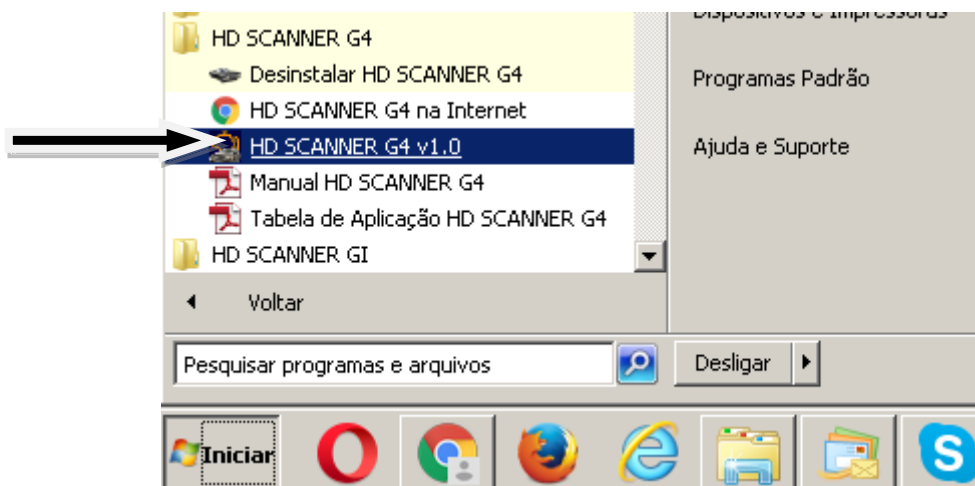 Dispositivos e Impressoras
HD SCANNER G4
Desinstalar HD SCANNER G4
Programas Padrão
HD SCANNER G4 na Internet
HD SCANNER G4 v1.0
Ajuda e Suporte
Manual HD SCANNER G4
Tabela de Aplicação HD SCANNER G4
HD SCANNER GI
Voltar
Pesquisar programas e arquivos
Desligar
Iniciar